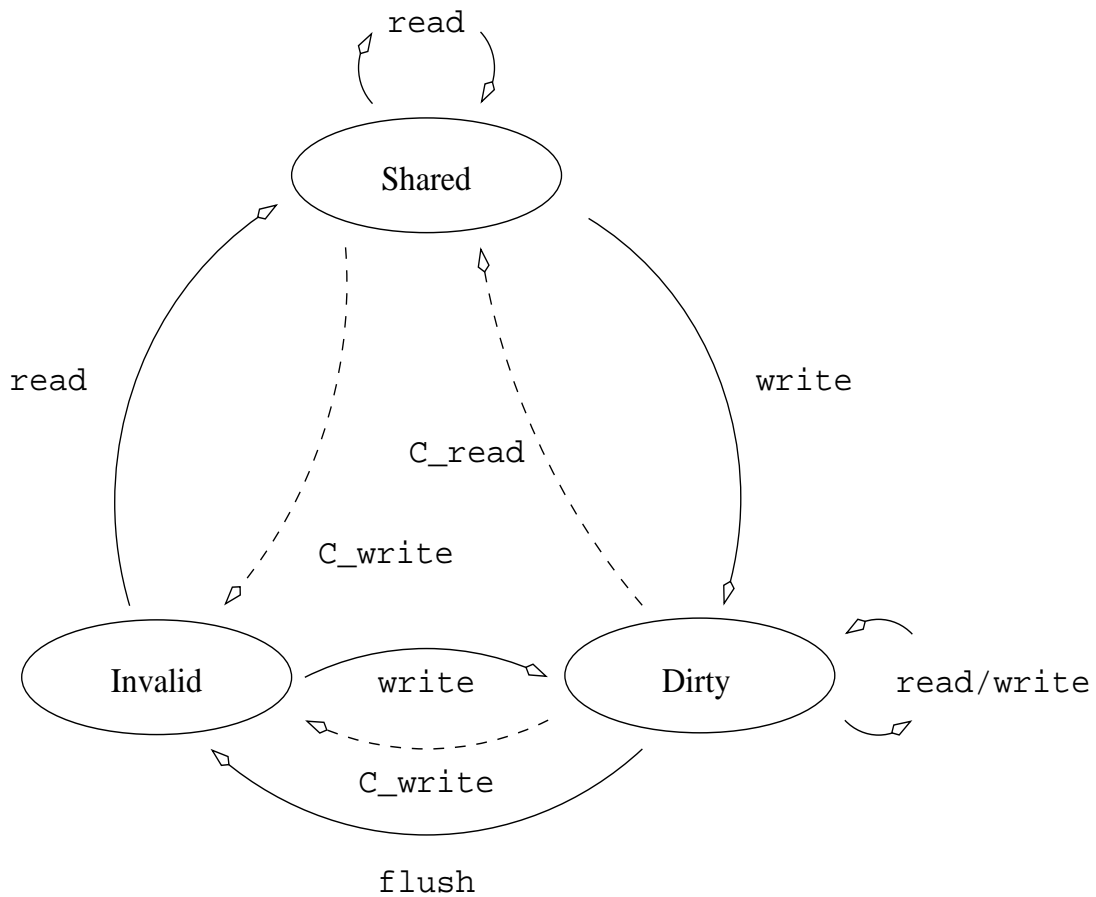 read
Shared
read
write
C_read
C_write
Invalid
write
Dirty
read/write
C_write
flush